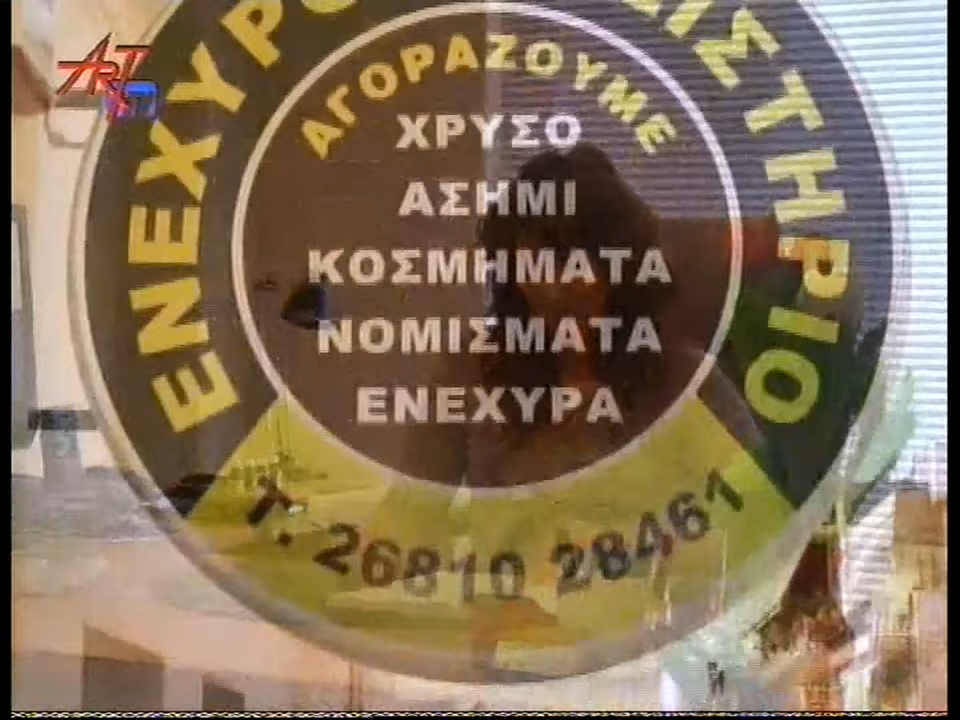 ART
ΑΓΟΡΑΖΟΥΜΕ
ΧΡΥΣΟ
ΑΣΗΜΙ
ΚΟΣΜΗΜΑΤΑ
ΝΟΜΙΣΜΑΤΑ
ΕΝΕΧΥΡΑ
Τ. 26810 28461